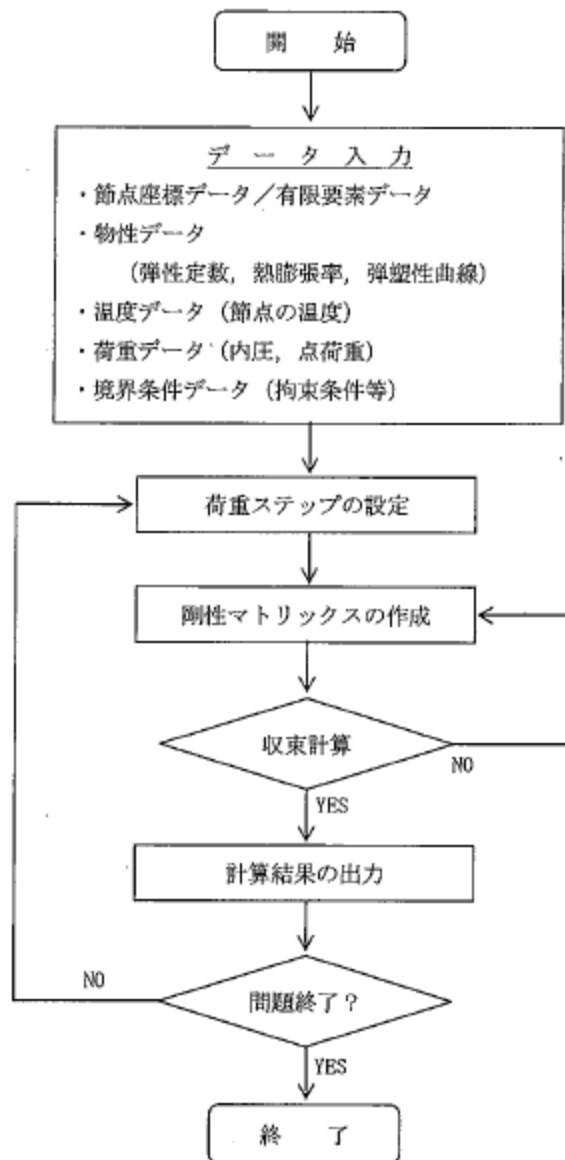 開 始
データ入力
・節点座標データ／有限要素データ
・物性データ
（弾性定数，熱膨張率，弾塑性曲線）
・温度データ（節点の温度）
・荷重データ（内圧，点荷重）
・境界条件データ（拘束条件等）
荷重ステップの設定
剛性マトリックスの作成
収束計算
NO
YES
計算結果の出力
NO
問題終了？
YES
終 了